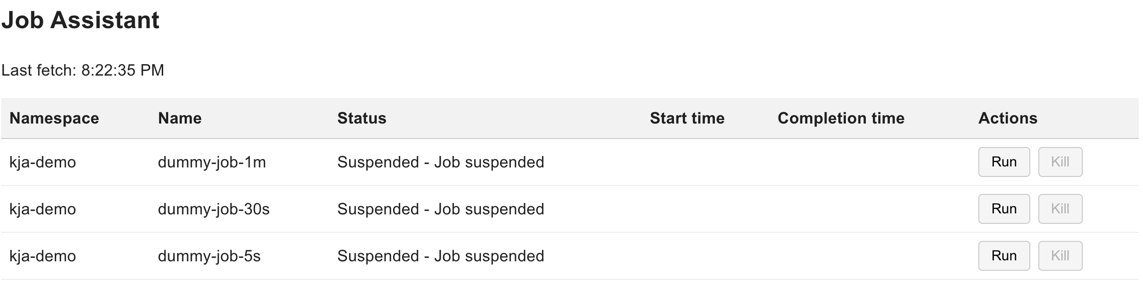 Job Assistant
Last fetch: 8:22:35 PM
Namespace Name Status Start time Completion time Actions
kja-demo dummy-job-1m Suspended - Job suspended Run Kill
kja-demo dummy-job-30s Suspended - Job suspended Run Kill
kja-demo dummy-job-5s Suspended - Job suspended Run Kill